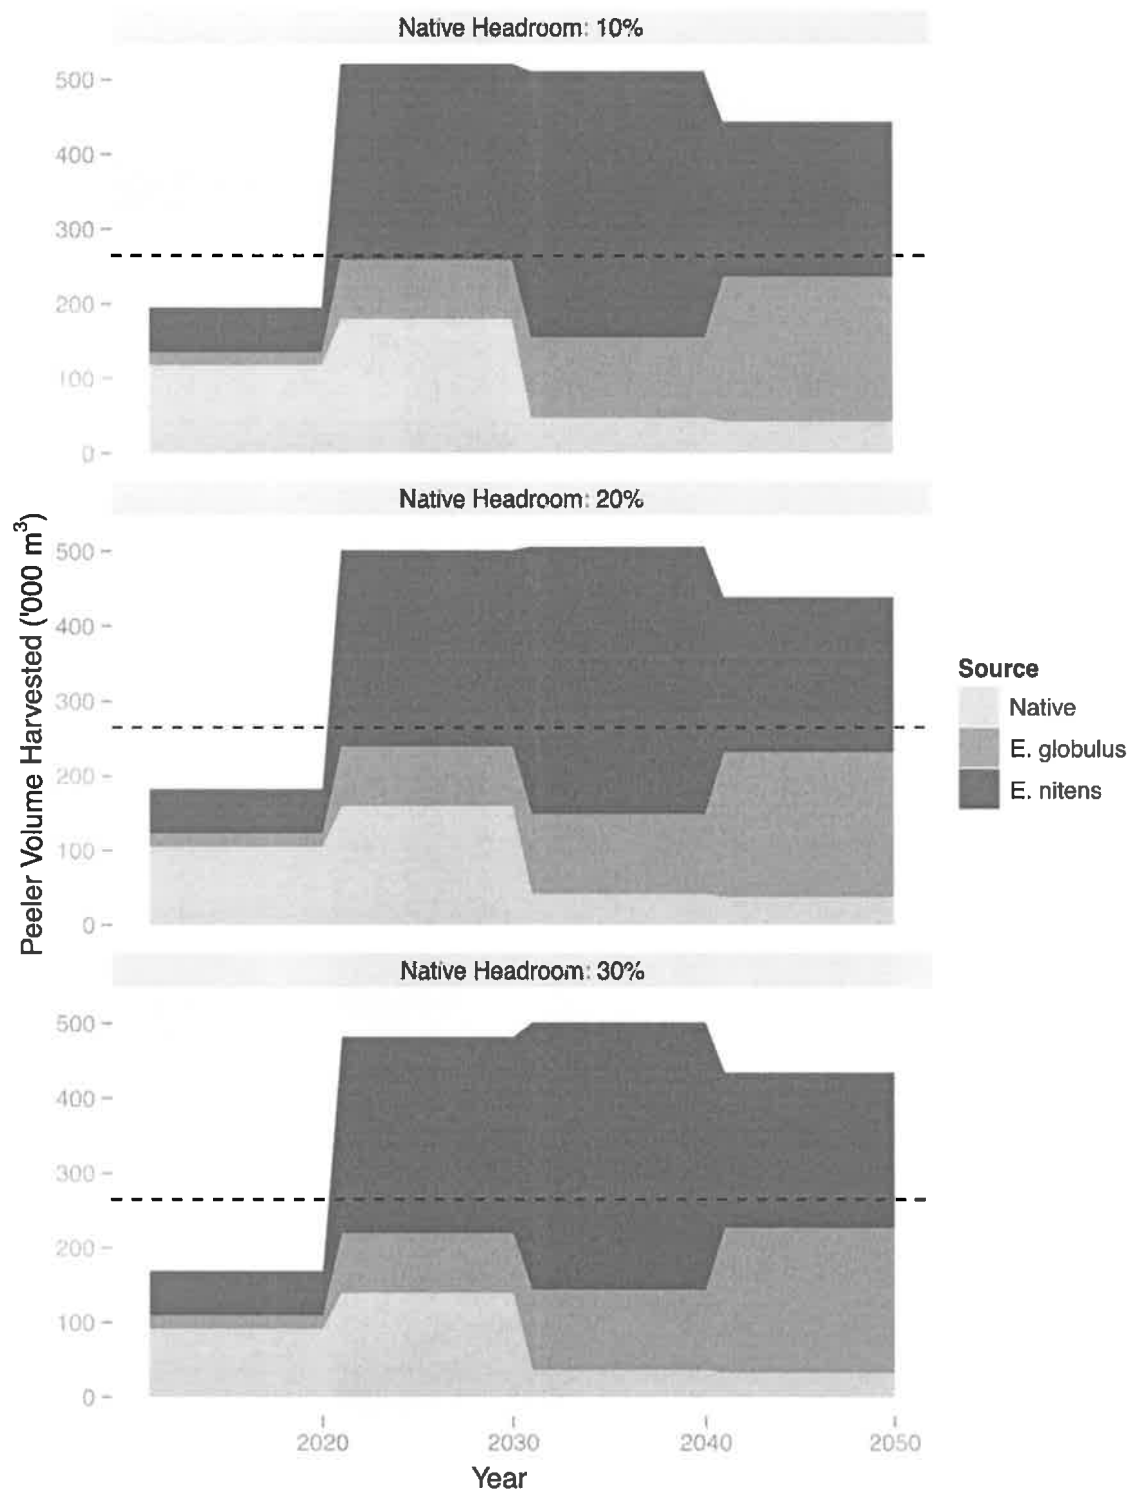 Native Headroom: 10%
500
400
300
200
100
0
Native Headroom: 20%
500
400
300
200
100
0
Native Headroom: 30%
500
400
300
200
100
0
2020 2030 2040 2050
Year
Peeler Volume Harvested ('000 m³)
Source
Native
E. globulus
E. nitens